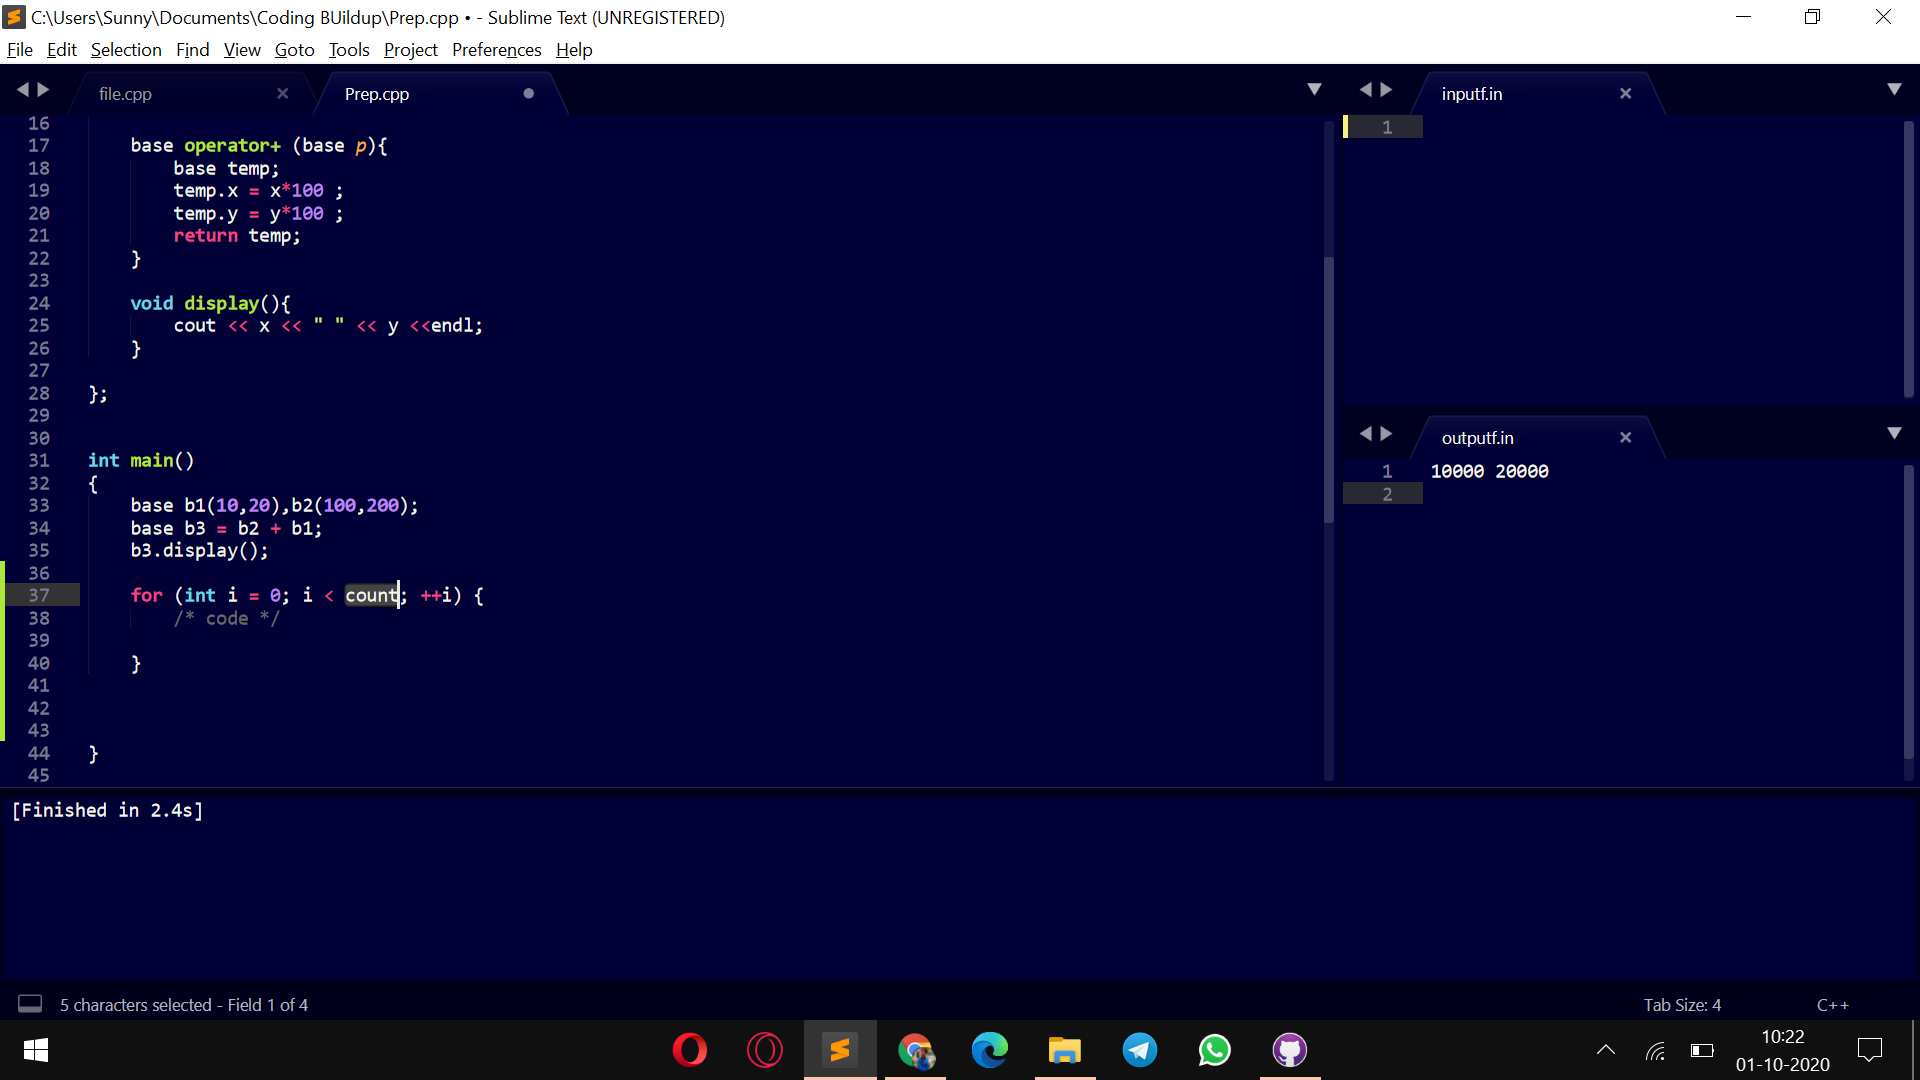 C:\Users\Sunny\Documents\Coding BUildup\Prep.cpp • - Sublime Text (UNREGISTERED)
File Edit Selection Find View Goto Tools Project Preferences Help
file.cpp Prep.cpp
16
17 base operator+ (base p){
18 base temp;
19 temp.x = x*100 ;
20 temp.y = y*100 ;
21 return temp;
22 }
23
24 void display(){
25 cout << x << " " << y <<endl;
26 }
27
28 };
29
30
31 int main()
32 {
33 base b1(10,20),b2(100,200);
34 base b3 = b2 + b1;
35 b3.display();
36
37 for (int i = 0; i < count; ++i) {
38 /* code */
39
40 }
41
42
43
44 }
45
inputf.in
1
outputf.in
1 10000 20000
2
[Finished in 2.4s]
5 characters selected - Field 1 of 4
Tab Size: 4 C++
10:22
01-10-2020